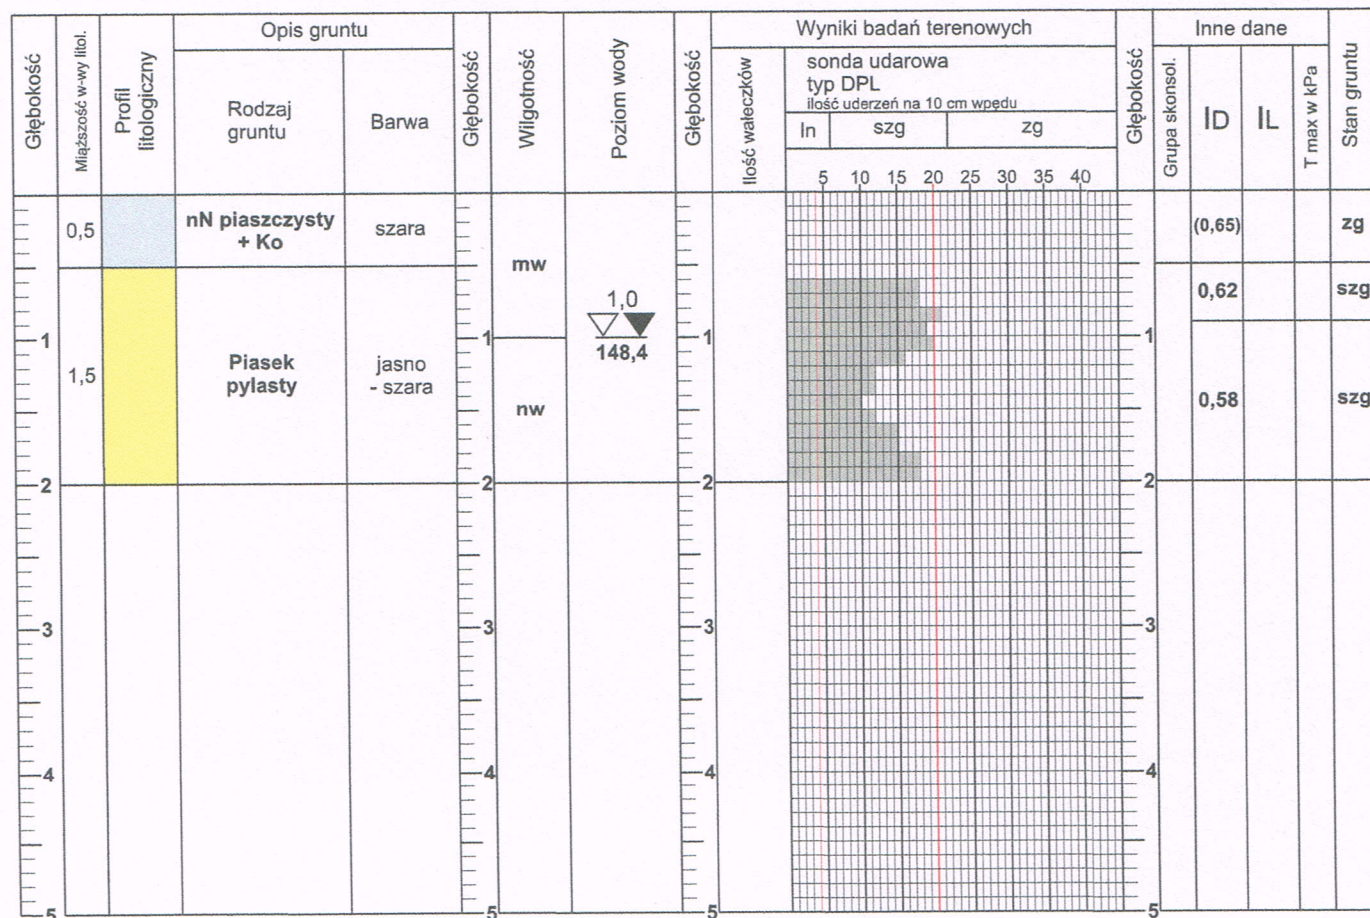 Głębokość
Miąższość w-wy litol.
Profil
litologiczny
Opis gruntu
Rodzaj
gruntu
Barwa
Głębokość
Wilgotność
Poziom wody
Głębokość
Wyniki badań terenowych
Ilość wałeczków
sonda udarowa
typ DPL
ilość uderzeń na 10 cm wpędu
ln szg zg
5 10 15 20 25 30 35 40
Głębokość
Inne dane
Grupa skonsol.
ID
IL
T max w kPa
Stan gruntu
0,5
nN piaszczysty
+ Ko
szara
mw
(0,65)
zg
0,62
szg
1,0
148,4
1
1
1
1
1,5
Piasek
pylasty
jasno
- szara
nw
0,58
szg
2
2
2
2
3
3
3
3
4
4
4
4
5
5
5
5